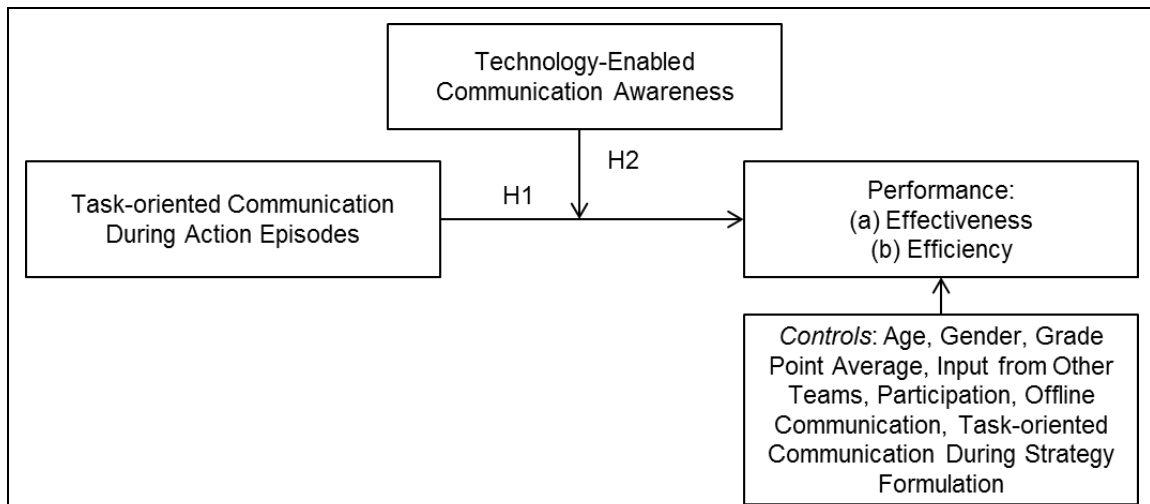 Technology-Enabled
Communication Awareness
H2
H1
Task-oriented Communication
During Action Episodes
Performance:
(a) Effectiveness
(b) Efficiency
Controls: Age, Gender, Grade
Point Average, Input from Other
Teams, Participation, Offline
Communication, Task-oriented
Communication During Strategy
Formulation